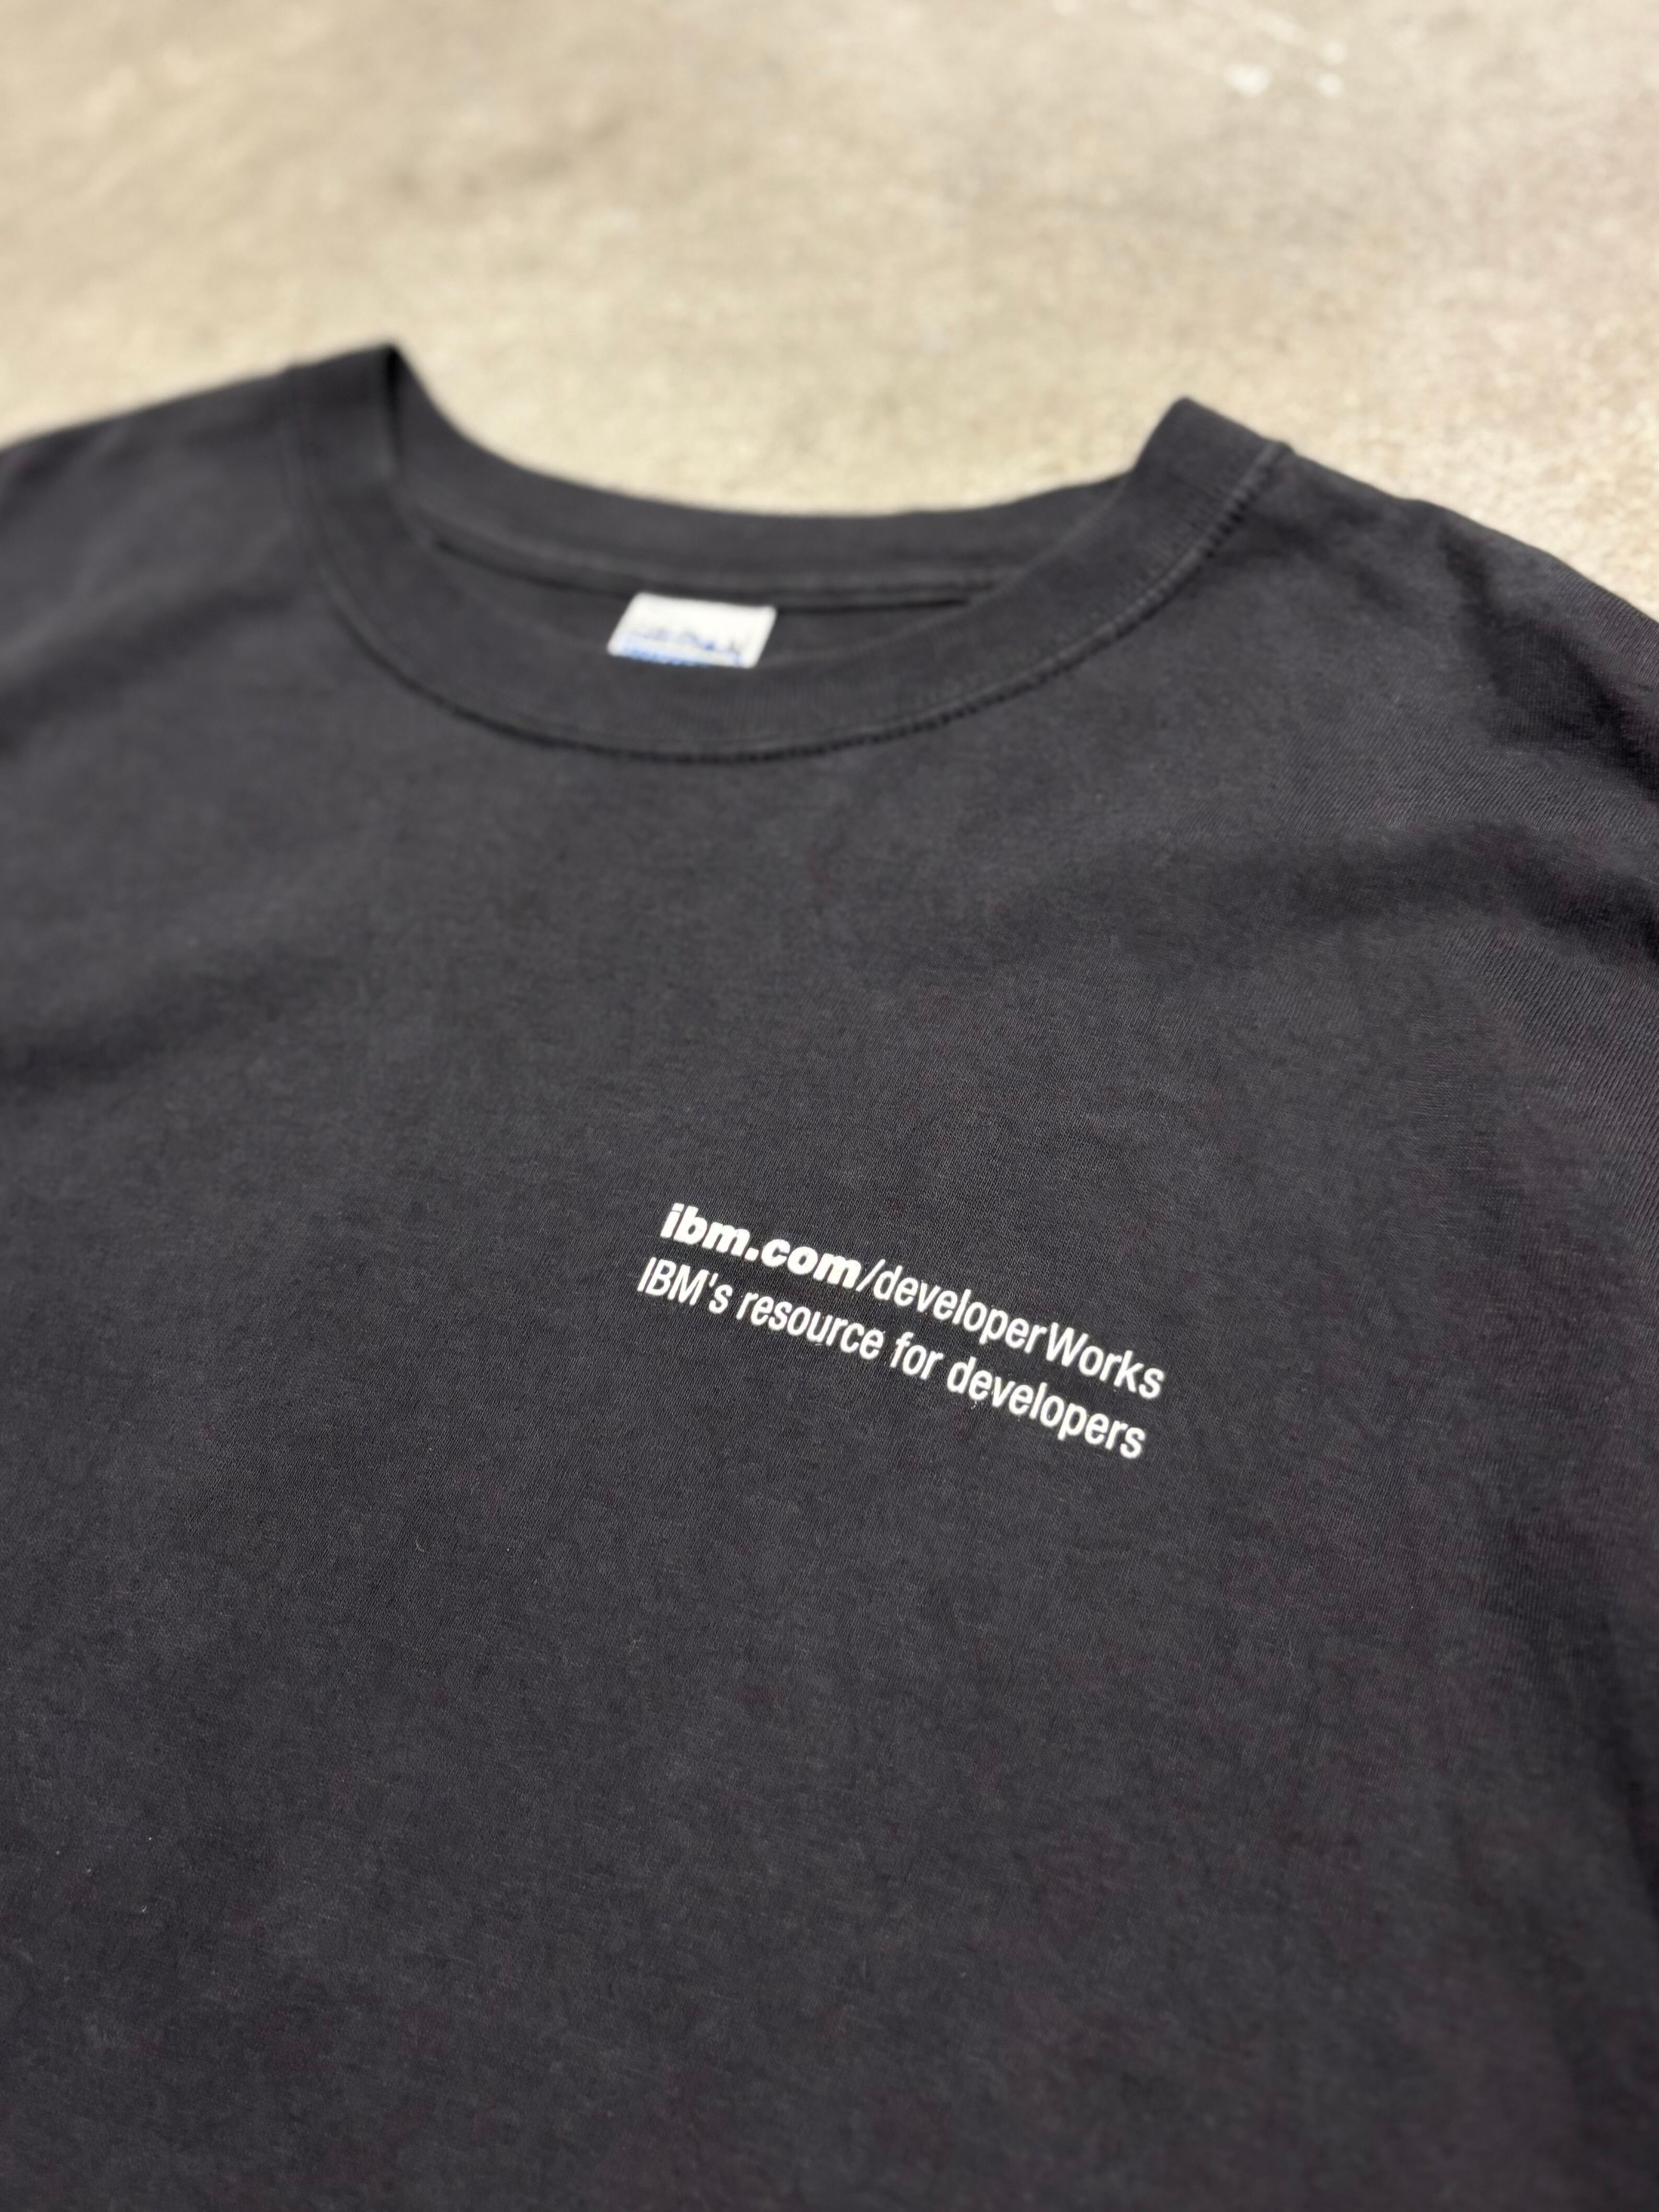 ibm.com/developerWorks
IBM's resource for developers